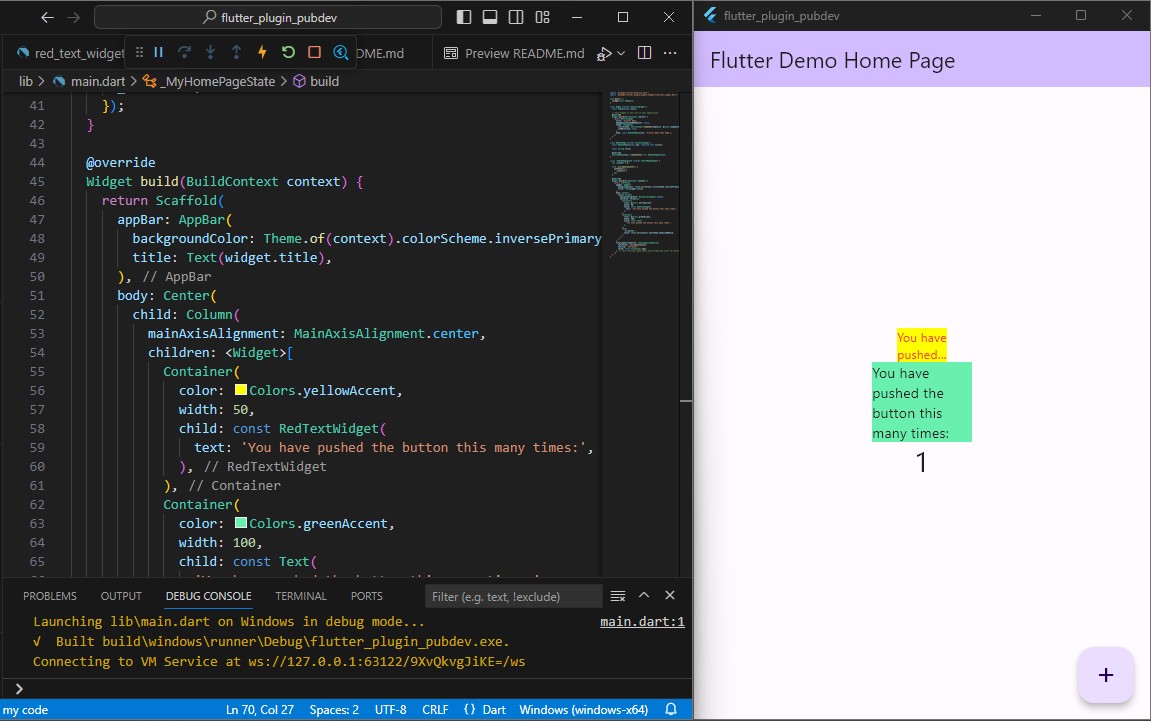 flutter_plugin_pubdev
red_text_widget
DME.md
Preview README.md
lib > main.dart > _MyHomePageState > build
41 });
42 }
43
44 @override
45 Widget build(BuildContext context) {
46 return Scaffold(
47 appBar: AppBar(
48 backgroundColor: Theme.of(context).colorScheme.inversePrimary
49 title: Text(widget.title),
50 ), // AppBar
51 body: Center(
52 child: Column(
53 mainAxisAlignment: MainAxisAlignment.center,
54 children: <Widget>[
55 Container(
56 color: Colors.yellowAccent,
57 width: 50,
58 child: const RedTextWidget(
59 text: 'You have pushed the button this many times:',
60 ), // RedTextWidget
61 ), // Container
62 Container(
63 color: Colors.greenAccent,
64 width: 100,
65 child: const Text(
PROBLEMS OUTPUT DEBUG CONSOLE TERMINAL PORTS Filter (e.g. text, !exclude)
Launching lib\main.dart on Windows in debug mode... main.dart:1
√ Built build\windows\runner\Debug\flutter_plugin_pubdev.exe.
Connecting to VM Service at ws://127.0.0.1:63122/9XvQkvgJiKE=/ws
my code Ln 70, Col 27 Spaces: 2 UTF-8 CRLF {} Dart Windows (windows-x64)
flutter_plugin_pubdev
Flutter Demo Home Page
You have
pushed...
You have
pushed the
button this
many times:
1
+